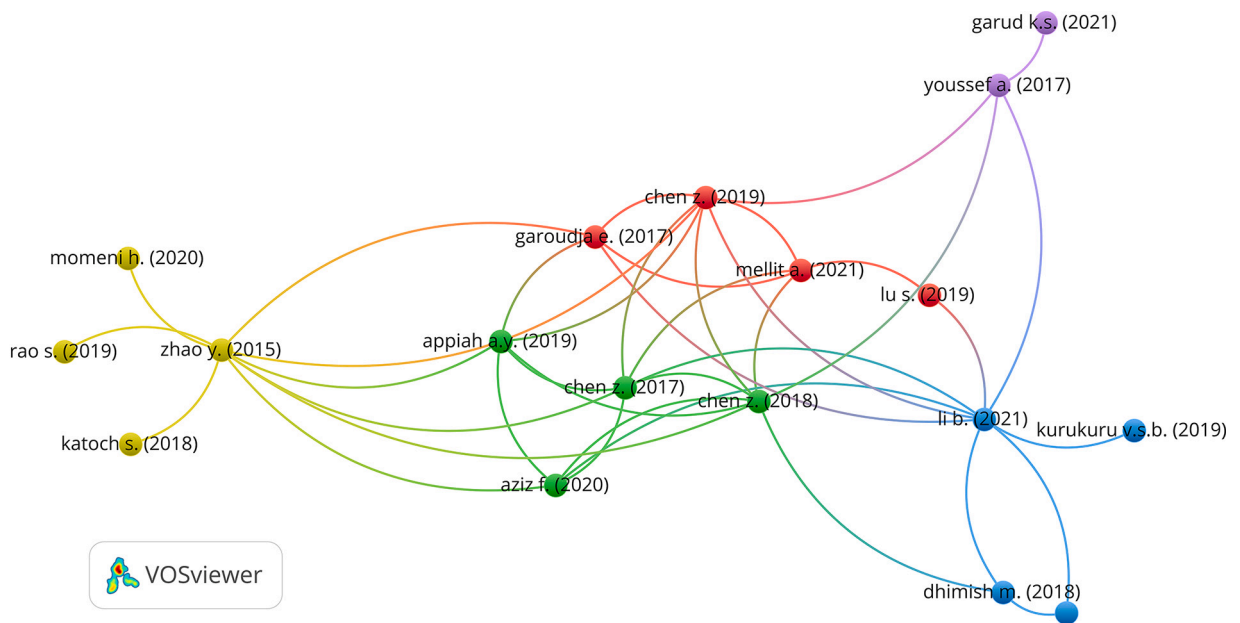 garud k.s. (2021)
youssef a. (2017)
chen z. (2019)
garoudja e. (2017)
momeni h. (2020)
mellit a. (2021)
lu s. (2019)
rao s. (2019)
zhao y. (2015)
appiah a.y. (2019)
chen z. (2017)
chen z. (2018)
li b. (2021)
kurukuru v.s.b. (2019)
katoch s. (2018)
aziz f. (2020)
VOSviewer
dhimish m. (2018)